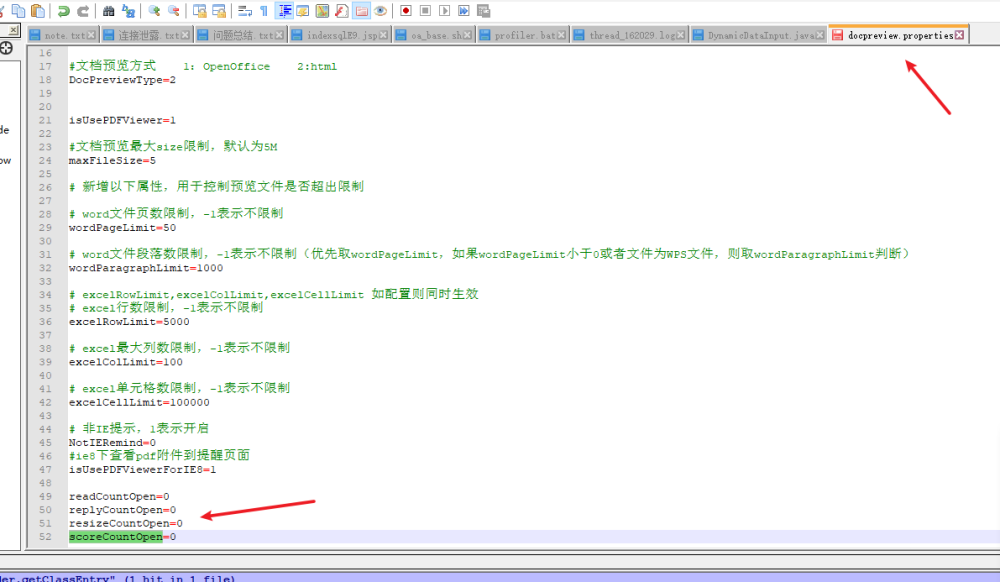 note.txt 连接泄露.txt 问题总结.txt indexsqlE9.jsp oa_base.sh profiler.bat thread_162029.log DynamicDataInput.java docpreview.properties
16
17 #文档预览方式 1: OpenOffice 2:html
18 DocPreviewType=2
19
20
21 isUsePDFViewer=1
22
23 #文档预览最大size限制，默认为5M
24 maxFileSize=5
25
26 # 新增以下属性，用于控制预览文件是否超出限制
27
28 # word文件页数限制，-1表示不限制
29 wordPageLimit=50
30
31 # word文件段落数限制，-1表示不限制（优先取wordPageLimit，如果wordPageLimit小于0或者文件为WPS文件，则取wordParagraphLimit判断）
32 wordParagraphLimit=1000
33
34 # excelRowLimit,excelColLimit,excelCellLimit 如配置则同时生效
35 # excel行数限制，-1表示不限制
36 excelRowLimit=5000
37
38 # excel最大列数限制，-1表示不限制
39 excelColLimit=100
40
41 # excel单元格数限制，-1表示不限制
42 excelCellLimit=100000
43
44 # 非IE提示，1表示开启
45 NotIERemind=0
46 #ie8下查看pdf附件到提醒页面
47 isUsePDFViewerForIE8=1
48
49 readCountOpen=0
50 replyCountOpen=0
51 resizeCountOpen=0
52 scoreCountOpen=0
der.getClassEntry" (1 hit in 1 file)